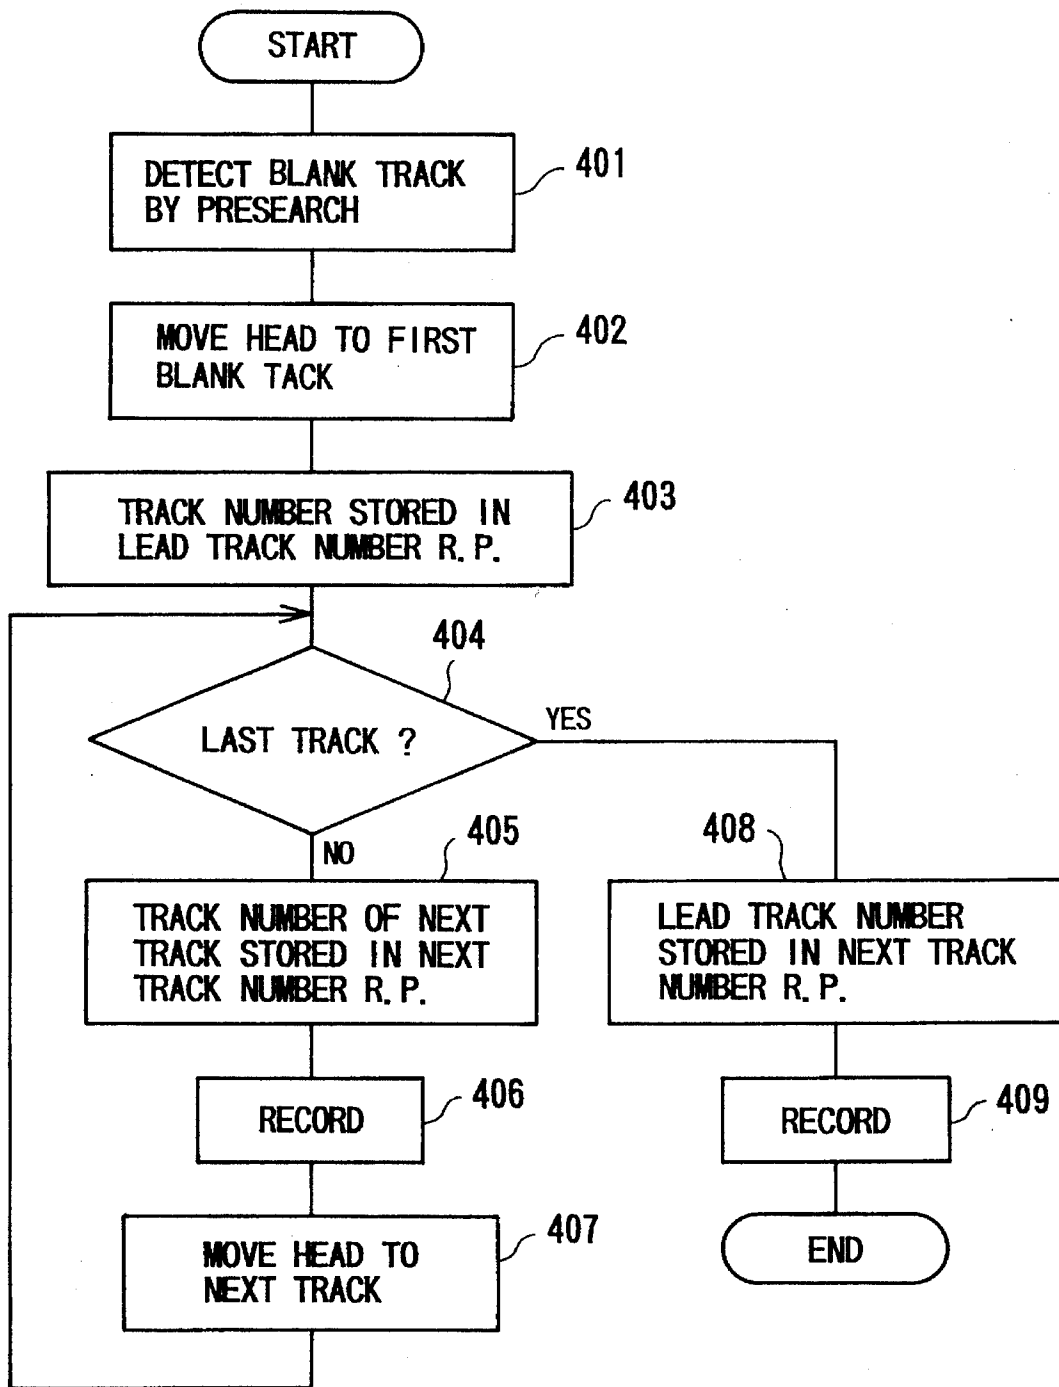 START
DETECT BLANK TRACK
BY PRESEARCH
401
MOVE HEAD TO FIRST
BLANK TACK
402
TRACK NUMBER STORED IN
LEAD TRACK NUMBER R.P.
403
404
LAST TRACK ?
YES
NO
405
TRACK NUMBER OF NEXT
TRACK STORED IN NEXT
TRACK NUMBER R.P.
408
LEAD TRACK NUMBER
STORED IN NEXT TRACK
NUMBER R.P.
RECORD
406
RECORD
409
MOVE HEAD TO
NEXT TRACK
407
END